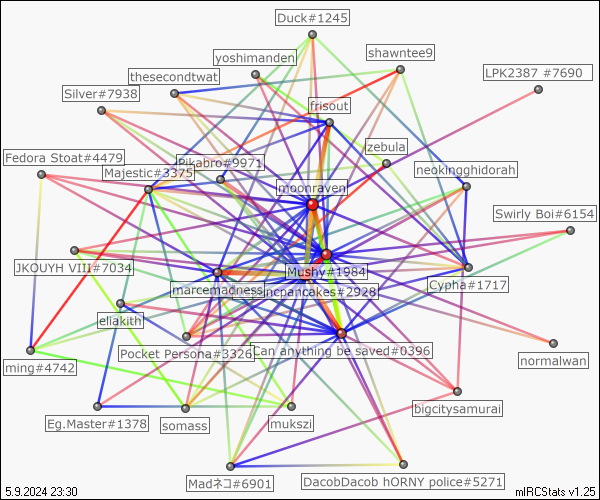 Duck#1245
shawntee9
yoshimanden
LPK2387 #7690
thesecondtwat
Silver#7938
frisout
zebula
Fedora Stoat#4479
Pikabro#9971
Majestic#3375
neokingghidorah
moonraven
Swirly Boi#6154
JKOUYH VIII#7034
Mushy#1984
Cypha#1717
marcemadness
incpancakes#2928
eliakith
Pocket Persona#3326
Can anything be saved#0396
normalwan
ming#4742
bigcitysamurai
Eg.Master#1378
somass
mukszi
Madネコ#6901
DacobDacob hORNY police#5271
5.9.2024 23:30
mIRCStats v1.25